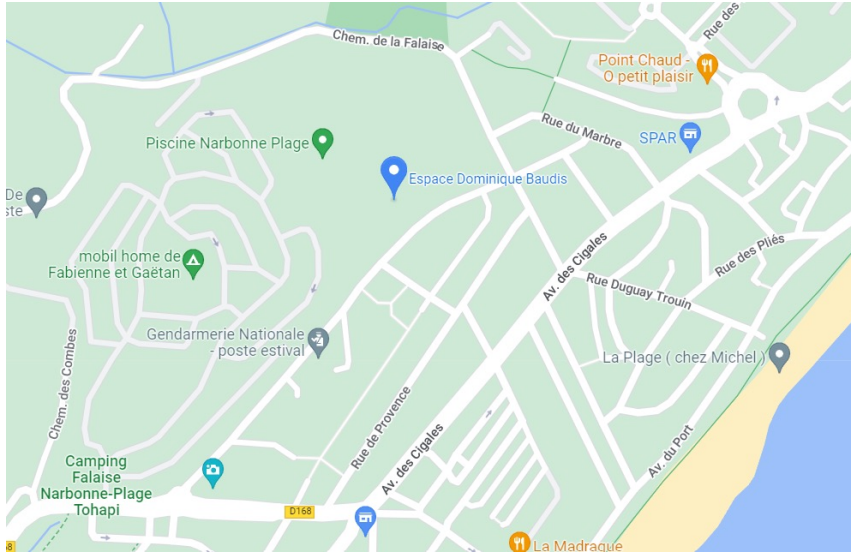 Rue des
Chem. de la Falaise
Point Chaud -
O petit plaisir
Rue du Marbre
SPAR
Piscine Narbonne Plage
Espace Dominique Baudis
De
ste
mobil home de
Fabienne et Gaëtan
Av. des Cigales
Rue des Pliés
Rue Duguay Trouin
Gendarmerie Nationale
- poste estival
La Plage ( chez Michel )
Chem. des Combes
Rue de Provence
Av. des Cigales
Av. du Port
Camping
Falaise
Narbonne-Plage
Tohapi
D168
68
La Madrague